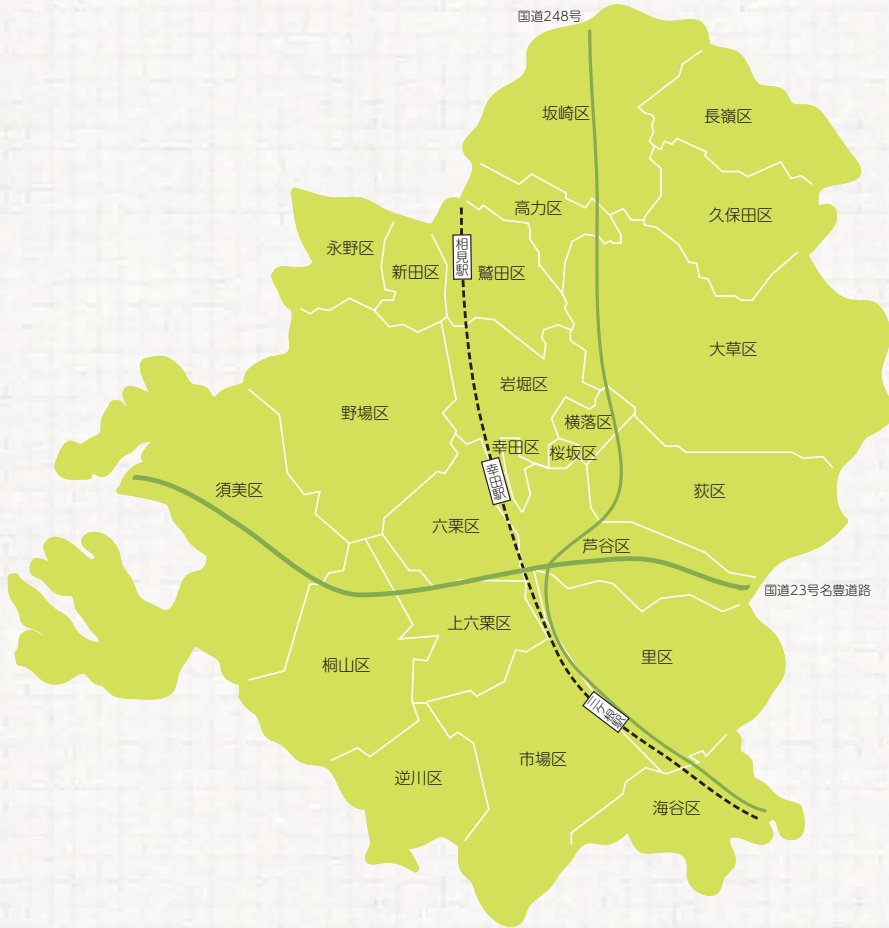 国道248号
坂崎区
長嶺区
高力区
久保田区
永野区
新田区
相見駅
鷲田区
大草区
岩堀区
野場区
横落区
幸田区
桜坂区
幸田駅
須美区
荻区
六栗区
芦谷区
国道23号名豊道路
上六栗区
里区
桐山区
三ケ根駅
市場区
逆川区
海谷区